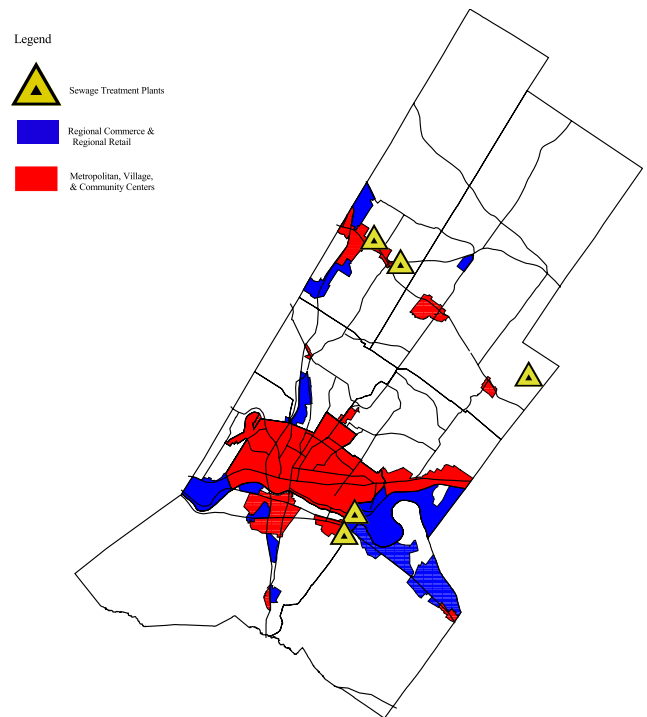 Legend
Sewage Treatment Plants
Regional Commerce &
Regional Retail
Metropolitan, Village,
& Community Centers